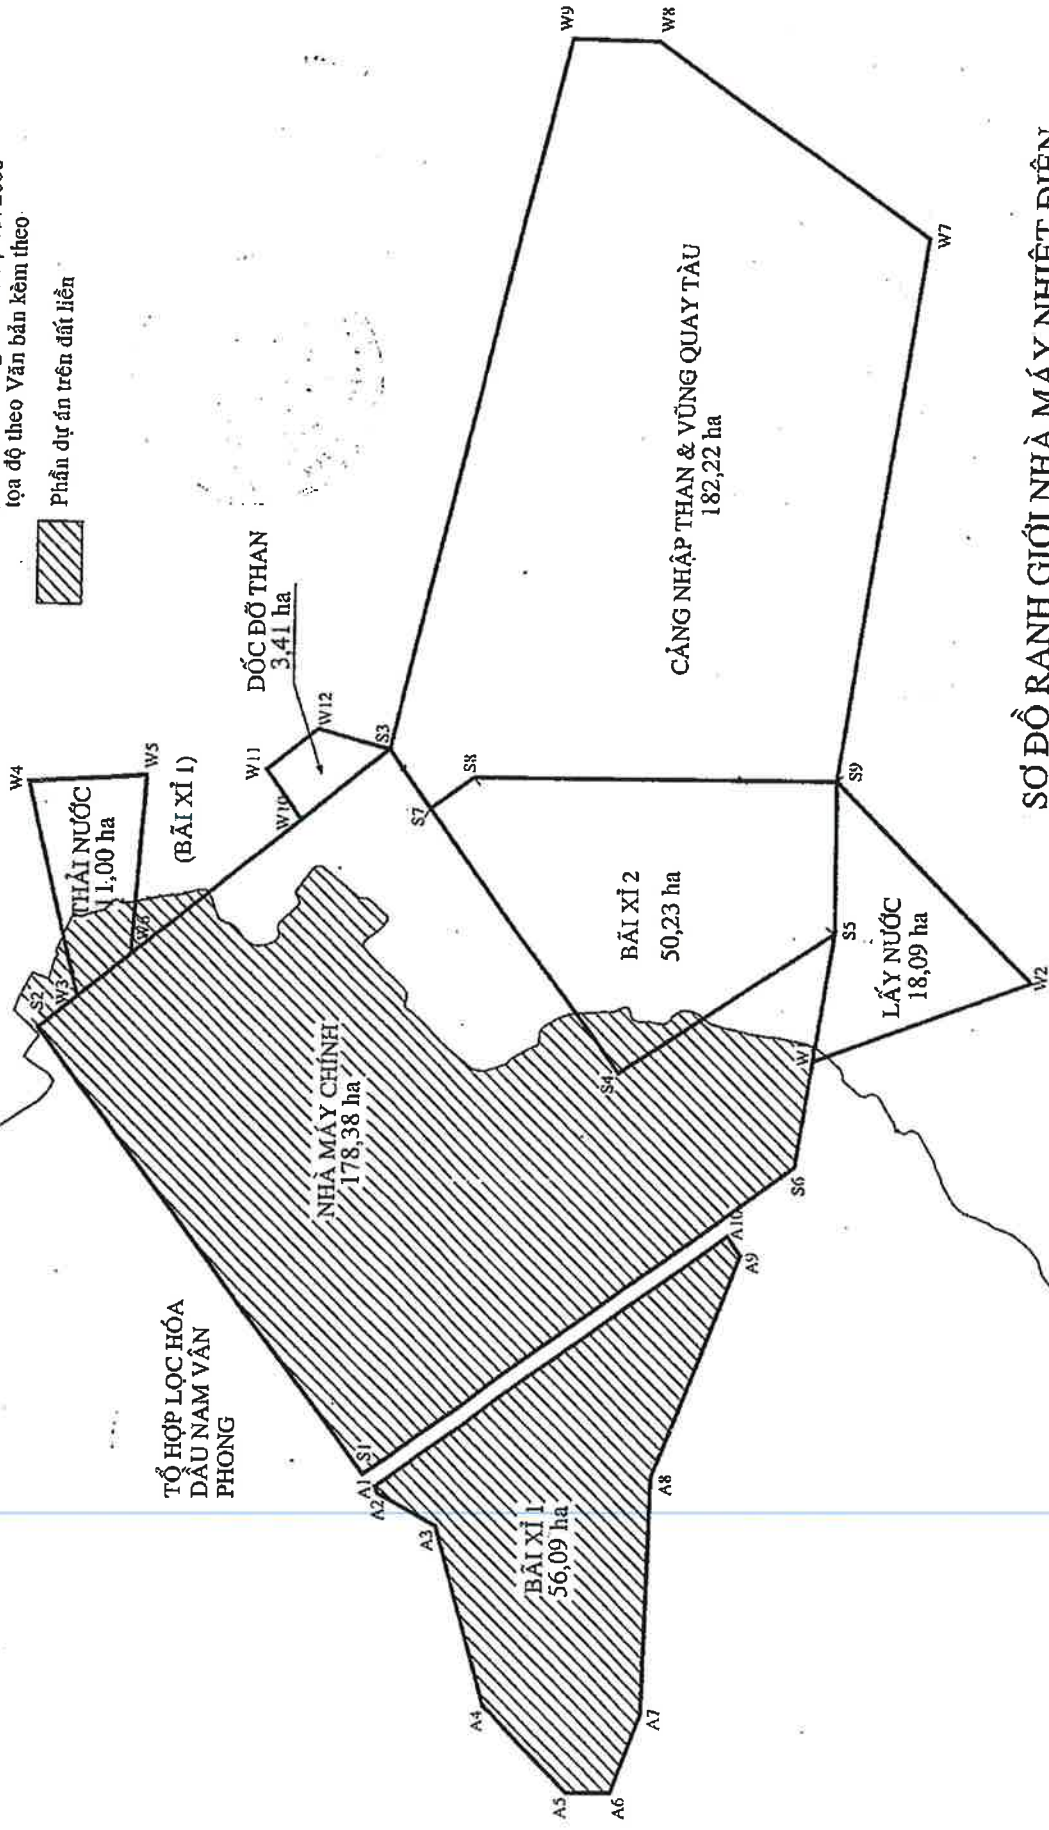 tọa độ theo Văn bản kèm theo
Phần dự án trên đất liền
W4
THẢI NƯỚC
11,00 ha
W5
(BÃI XỈ 1)
S2
W3
W6
DỐC ĐỠ THAN
3,41 ha
W10
W11
W12
S3
W9
W8
W7
TỔ HỢP LỌC HÓA
DẦU NAM VÂN
PHONG
NHÀ MÁY CHÍNH
178,38 ha
S7
S8
CẢNG NHẬP THAN & VŨNG QUAY TÀU
182,22 ha
BÃI XỈ 2
50,23 ha
S4
S9
S5
W1
LẤY NƯỚC
18,09 ha
W2
S6
S1
A1
A2
A3
A4
A5
A6
A7
A8
A9
A10
BÃI XỈ 1
56,09 ha
SƠ ĐỒ RANH GIỚI NHÀ MÁY NHIỆT ĐIỆN